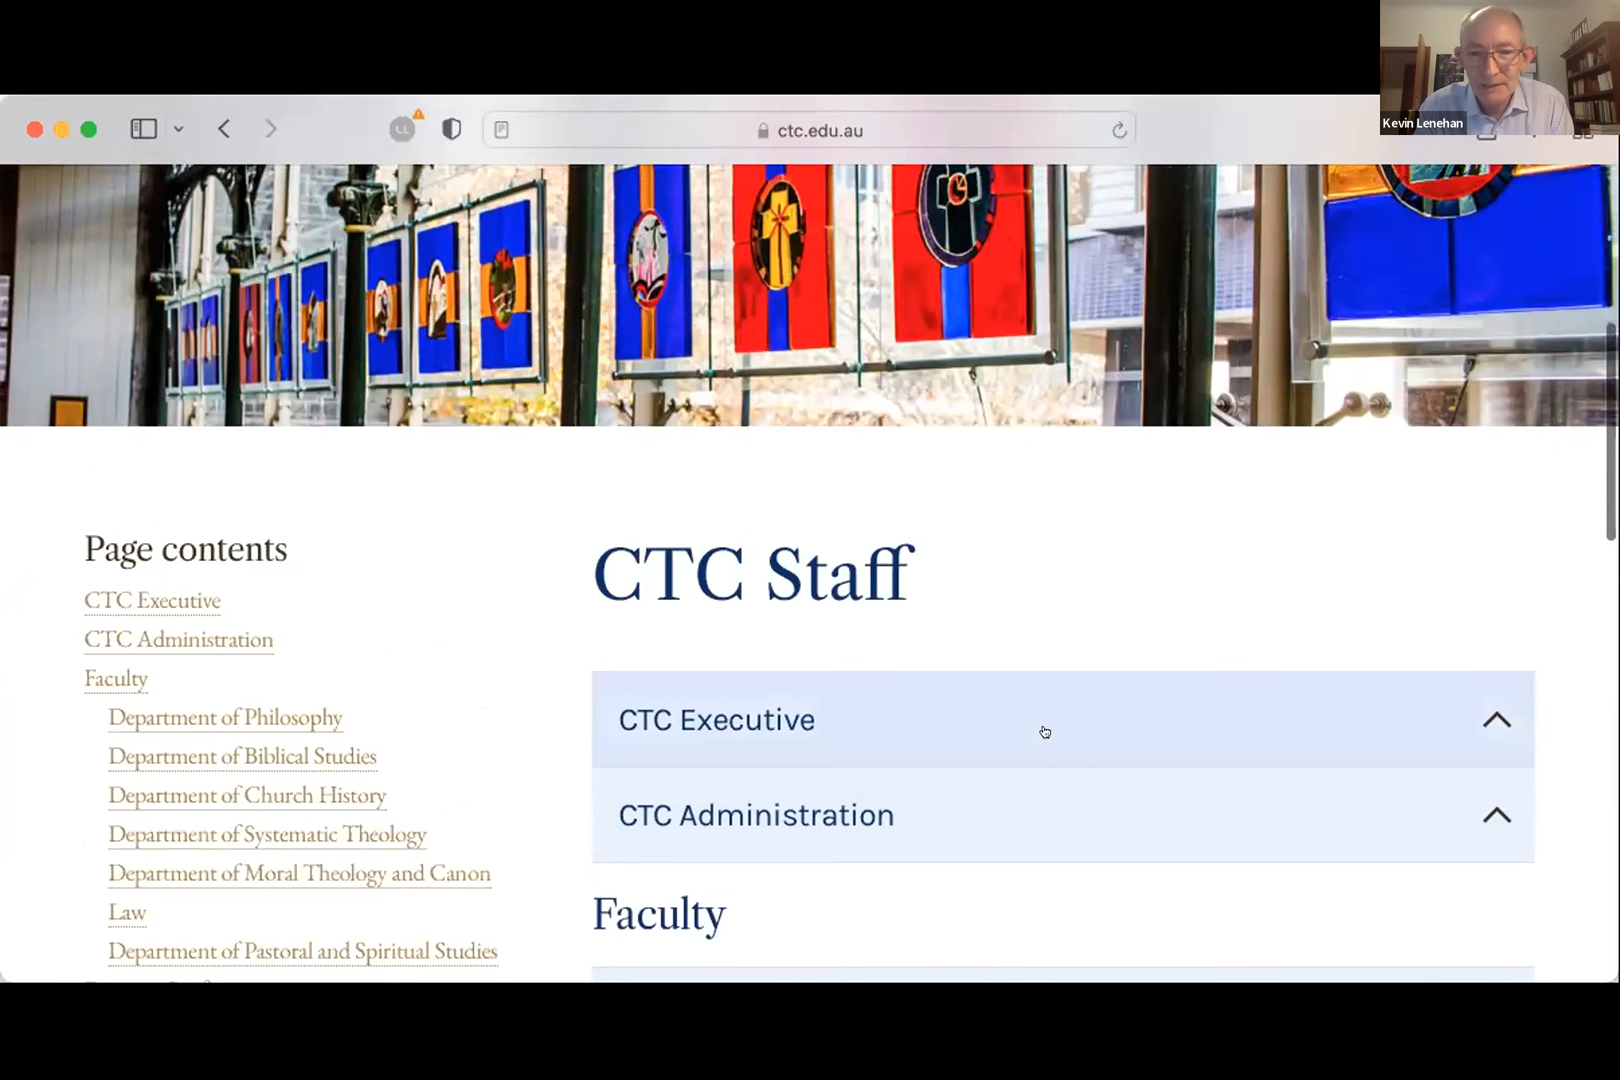 Kevin Lenehan
LL
ctc.edu.au
Page contents
CTC Executive
CTC Administration
Faculty
Department of Philosophy
Department of Biblical Studies
Department of Church History
Department of Systematic Theology
Department of Moral Theology and Canon
Law
Department of Pastoral and Spiritual Studies
CTC Staff
CTC Executive
CTC Administration
Faculty